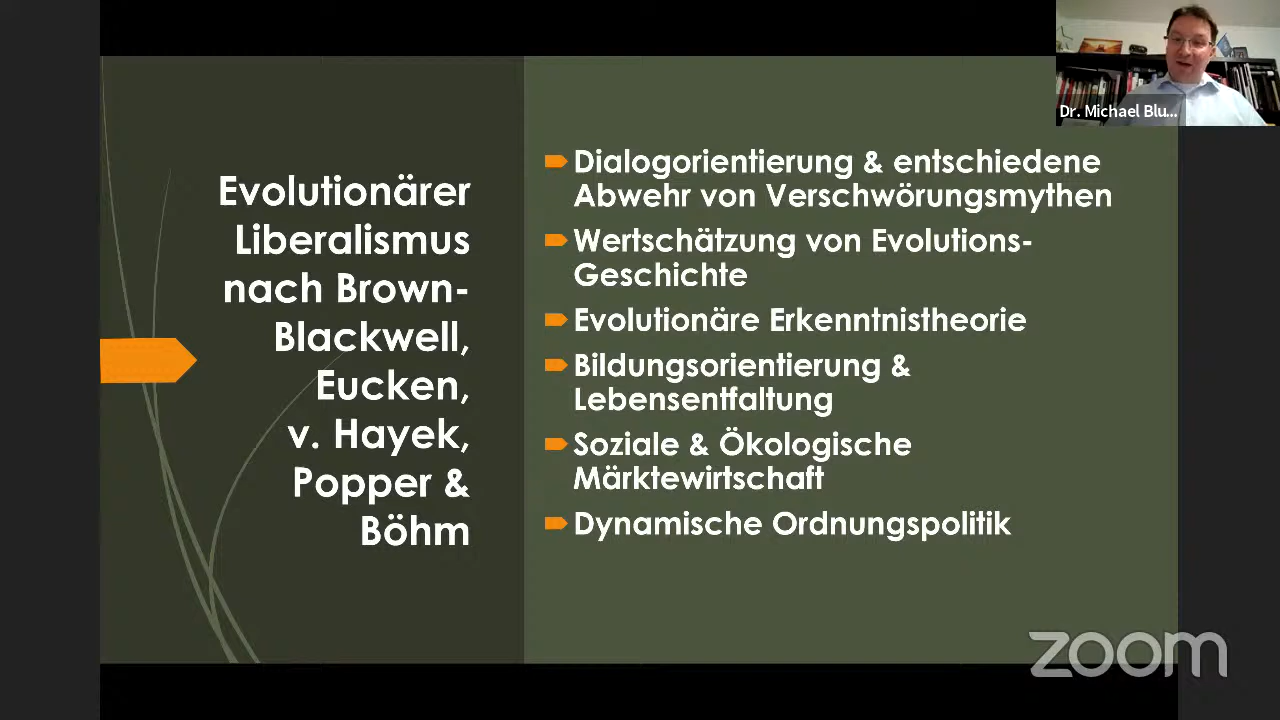 Dr. Michael Blu...
Evolutionärer
Liberalismus
nach Brown-
Blackwell,
Eucken,
v. Hayek,
Popper &
Böhm
Dialogorientierung & entschiedene
Abwehr von Verschwörungsmythen
Wertschätzung von Evolutions-
Geschichte
Evolutionäre Erkenntnistheorie
Bildungsorientierung &
Lebensentfaltung
Soziale & Ökologische
Märktewirtschaft
Dynamische Ordnungspolitik
zoom